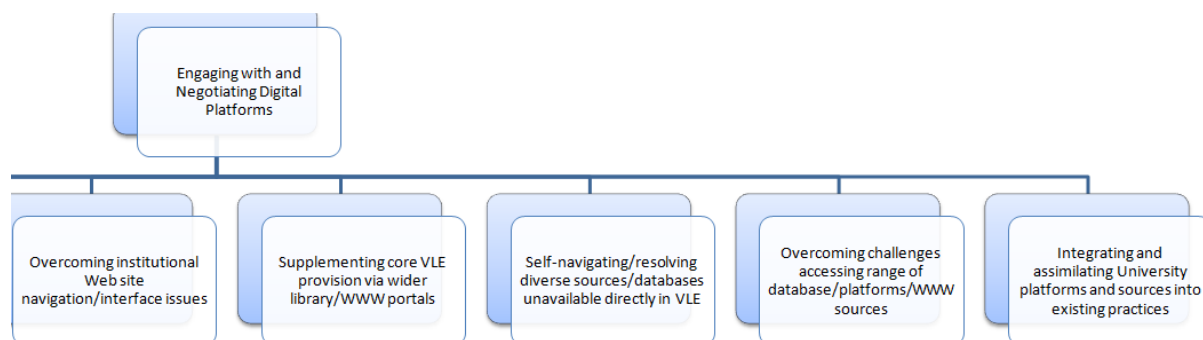 Engaging with and
Negotiating Digital
Platforms
Overcoming institutional
Web site
navigation/interface issues
Supplementing core VLE
provision via wider
library/WWW portals
Self-navigating/resolving
diverse sources/databases
unavailable directly in VLE
Overcoming challenges
accessing range of
database/platforms/WWW
sources
Integrating and
assimilating University
platforms and sources into
existing practices